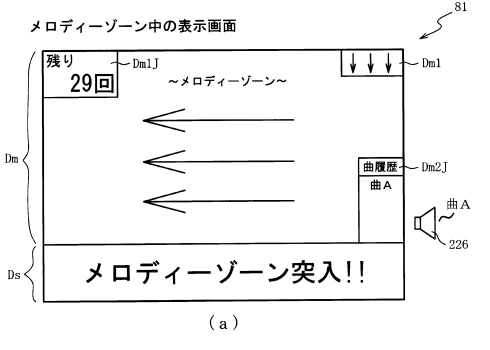 メロディーゾーン中の表示画面
81
残り
29回
Dm1J
～メロディーゾーン～
Dm1
Dm
曲履歴
Dm2J
曲A
曲A
226
Ds
メロディーゾーン突入!!
(a)